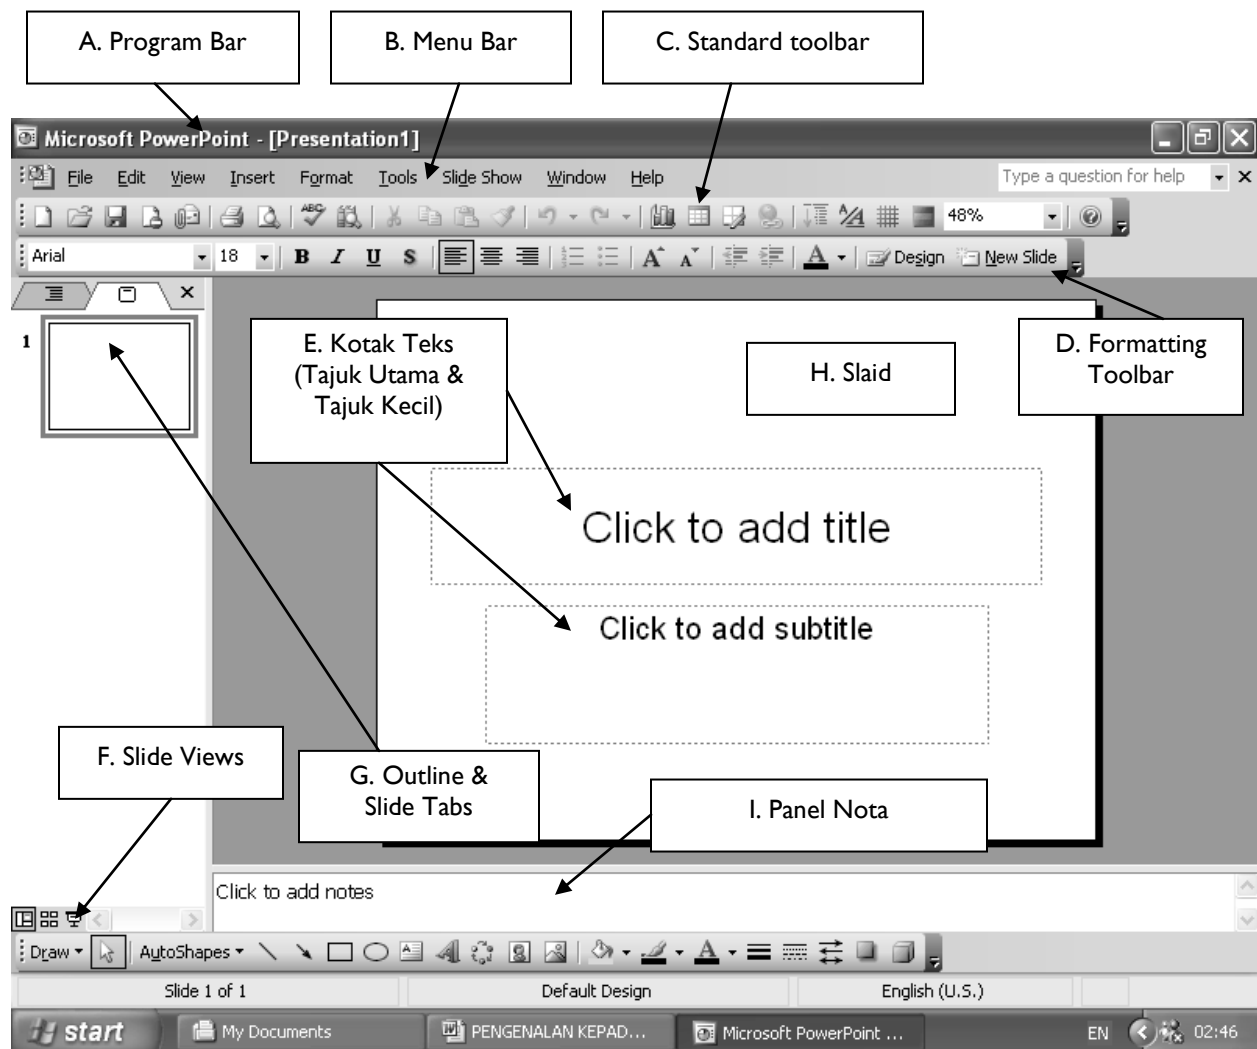 A. Program Bar
B. Menu Bar
C. Standard toolbar
Microsoft PowerPoint - [Presentation1]
File Edit View Insert Format Tools Slide Show Window Help
Type a question for help
48%
Arial 18 B I U S A A A Design New Slide
1
E. Kotak Teks
(Tajuk Utama &
Tajuk Kecil)
H. Slaid
D. Formatting
Toolbar
Click to add title
Click to add subtitle
F. Slide Views
G. Outline &
Slide Tabs
I. Panel Nota
Click to add notes
Draw AutoShapes
Slide 1 of 1
Default Design
English (U.S.)
start
My Documents
PENGENALAN KEPAD...
Microsoft PowerPoint ...
EN
02:46